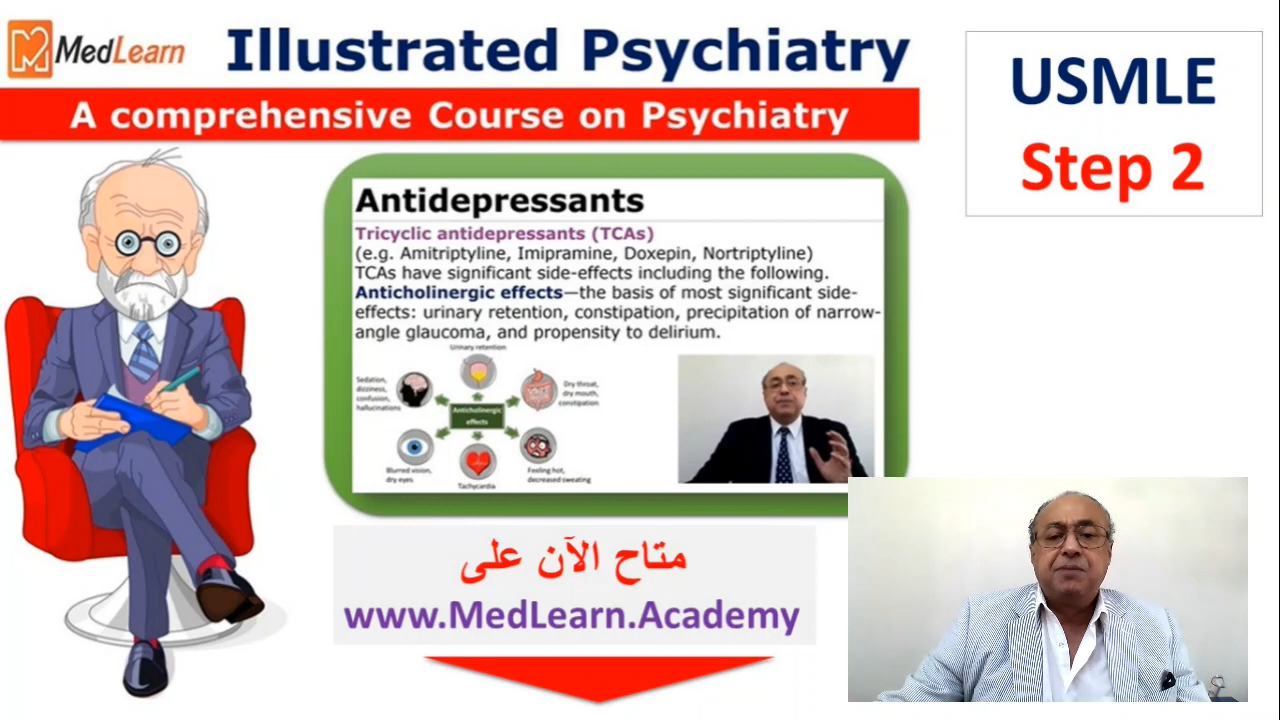 MedLearn
Illustrated Psychiatry
A comprehensive Course on Psychiatry
USMLE
Step 2
Antidepressants
Tricyclic antidepressants (TCAs)
(e.g. Amitriptyline, Imipramine, Doxepin, Nortriptyline)
TCAs have significant side-effects including the following.
Anticholinergic effects—the basis of most significant side-
effects: urinary retention, constipation, precipitation of narrow-
angle glaucoma, and propensity to delirium.
Urinary retention
Sedation,
dizziness,
confusion,
hallucinations
Dry throat,
dry mouth,
constipation
Anticholinergic
effects
Blurred vision,
dry eyes
Tachycardia
Feeling hot,
decreased sweating
متاح الآن على
www.MedLearn.Academy